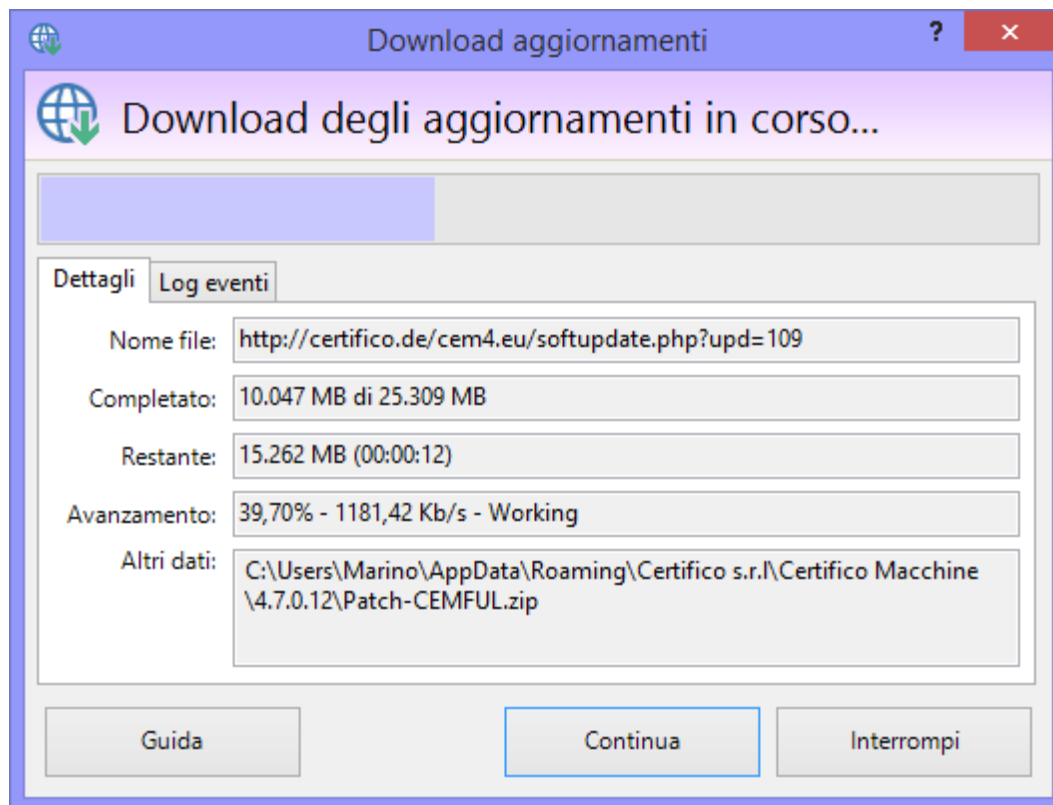 Download aggiornamenti
?
Download degli aggiornamenti in corso...
Dettagli
Log eventi
Nome file: http://certifico.de/cem4.eu/softupdate.php?upd=109
Completato: 10.047 MB di 25.309 MB
Restante: 15.262 MB (00:00:12)
Avanzamento: 39,70% - 1181,42 Kb/s - Working
Altri dati: C:\Users\Marino\AppData\Roaming\Certifico s.r.l\Certifico Macchine
\4.7.0.12\Patch-CEMFUL.zip
Guida
Continua
Interrompi